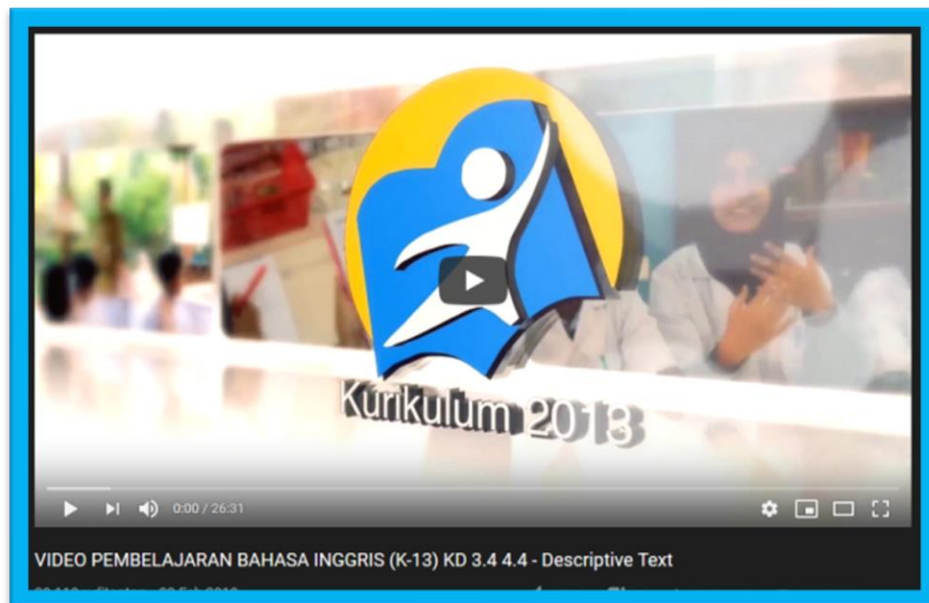 Kurikulum 2013
0:00 / 26:31
VIDEO PEMBELAJARAN BAHASA INGGRIS (K-13) KD 3.4 4.4 - Descriptive Text